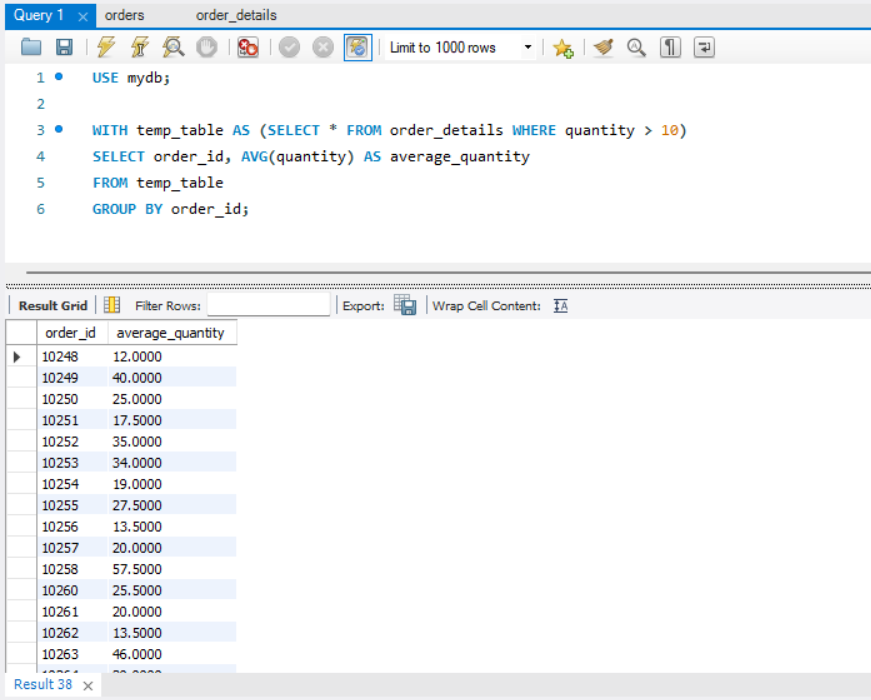 Query 1 orders order_details
Limit to 1000 rows
1 USE mydb;
2
3 WITH temp_table AS (SELECT * FROM order_details WHERE quantity > 10)
4 SELECT order_id, AVG(quantity) AS average_quantity
5 FROM temp_table
6 GROUP BY order_id;
Result Grid Filter Rows: Export: Wrap Cell Content: IA
order_id average_quantity
10248 12.0000
10249 40.0000
10250 25.0000
10251 17.5000
10252 35.0000
10253 34.0000
10254 19.0000
10255 27.5000
10256 13.5000
10257 20.0000
10258 57.5000
10260 25.5000
10261 20.0000
10262 13.5000
10263 46.0000
Result 38